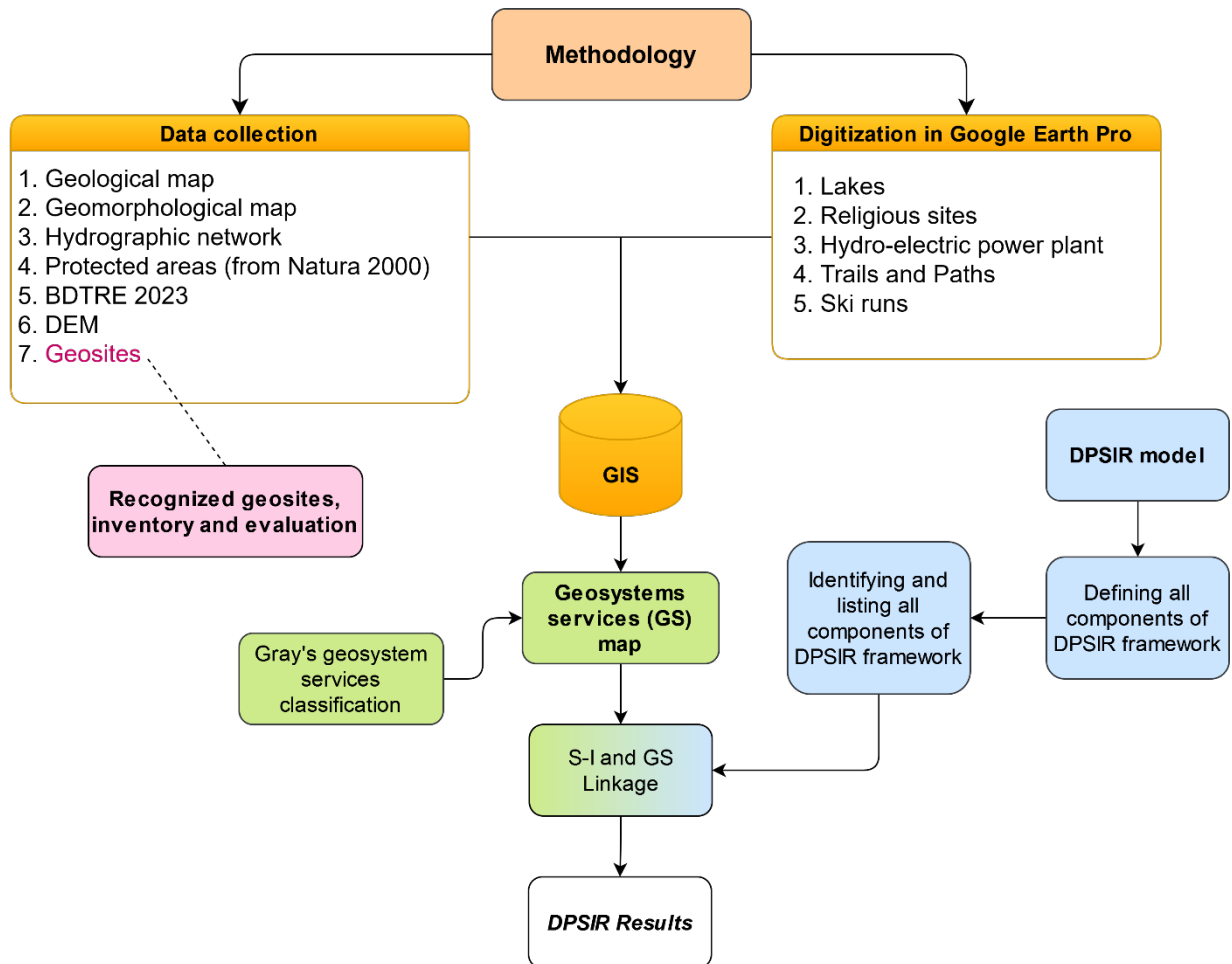 Methodology
Data collection
1. Geological map
2. Geomorphological map
3. Hydrographic network
4. Protected areas (from Natura 2000)
5. BDTRE 2023
6. DEM
7. Geosites
Digitization in Google Earth Pro
1. Lakes
2. Religious sites
3. Hydro-electric power plant
4. Trails and Paths
5. Ski runs
Recognized geosites,
inventory and evaluation
GIS
DPSIR model
Defining all
components of
DPSIR framework
Identifying and
listing all
components of
DPSIR framework
Geosystems
services (GS)
map
Gray's geosystem
services
classification
S-I and GS
Linkage
DPSIR Results